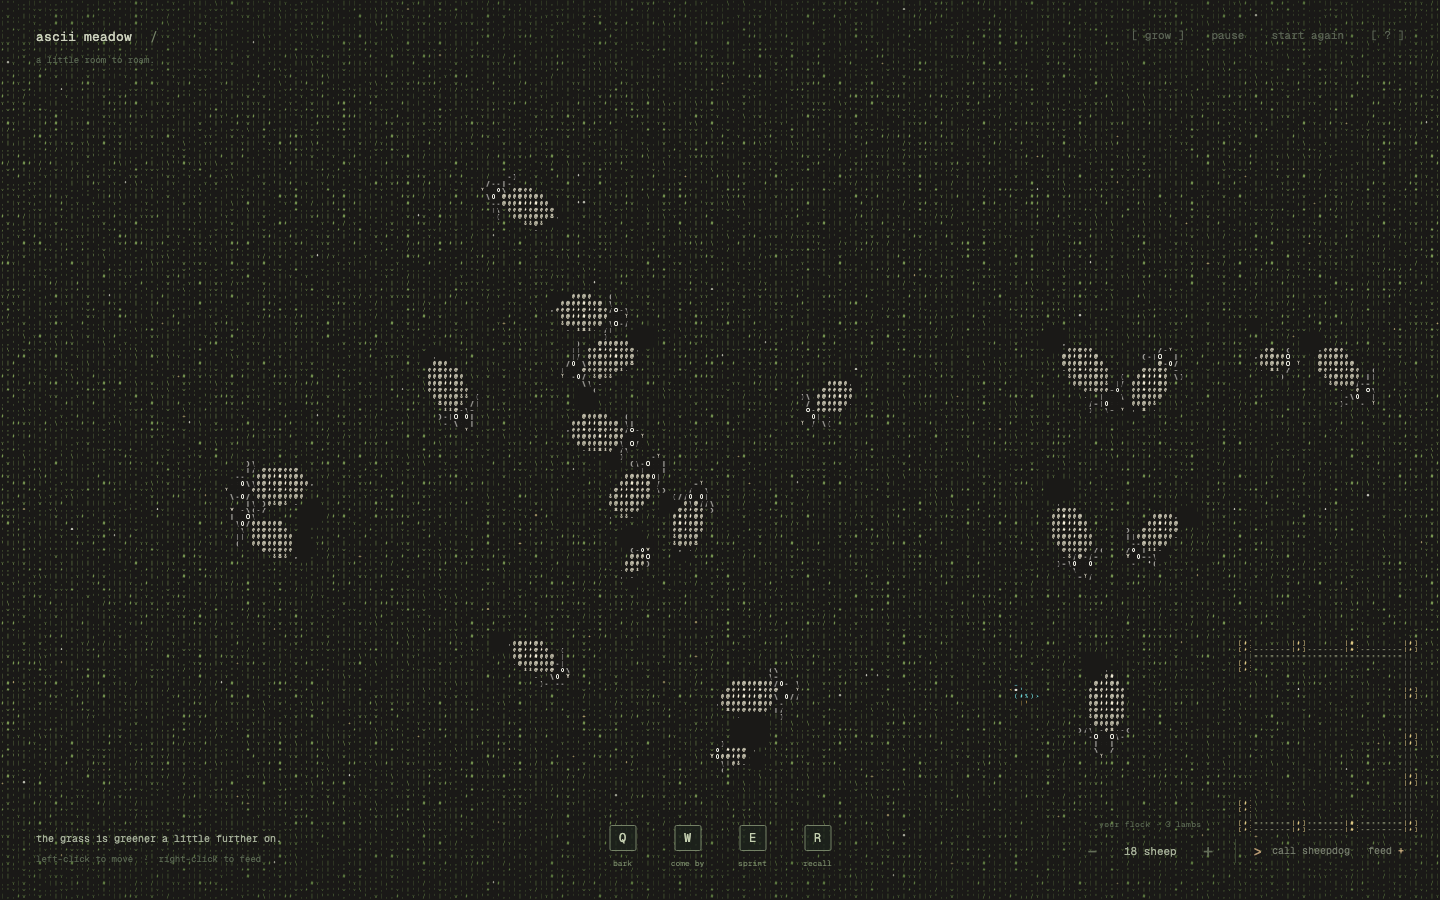 ascii meadow /
[ grow ] pause start again [ ? ]
a little room to roam
the grass is greener a little further on.
left-click to move · right-click to feed
Q W E R
bark come by sprint recall
your flock · 3 lambs
− 18 sheep +
> call sheepdog feed +